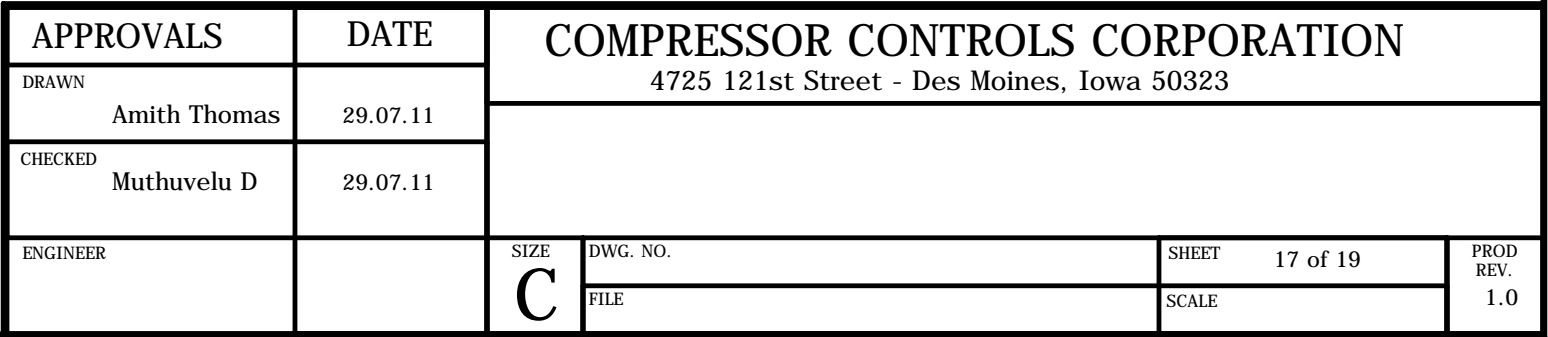 APPROVALS DATE
DRAWN
Amith Thomas 29.07.11
CHECKED
Muthuvelu D 29.07.11
ENGINEER
COMPRESSOR CONTROLS CORPORATION
4725 121st Street - Des Moines, Iowa 50323
SIZE
C
DWG. NO.
FILE
SHEET 17 of 19
SCALE
PROD
REV.
1.0